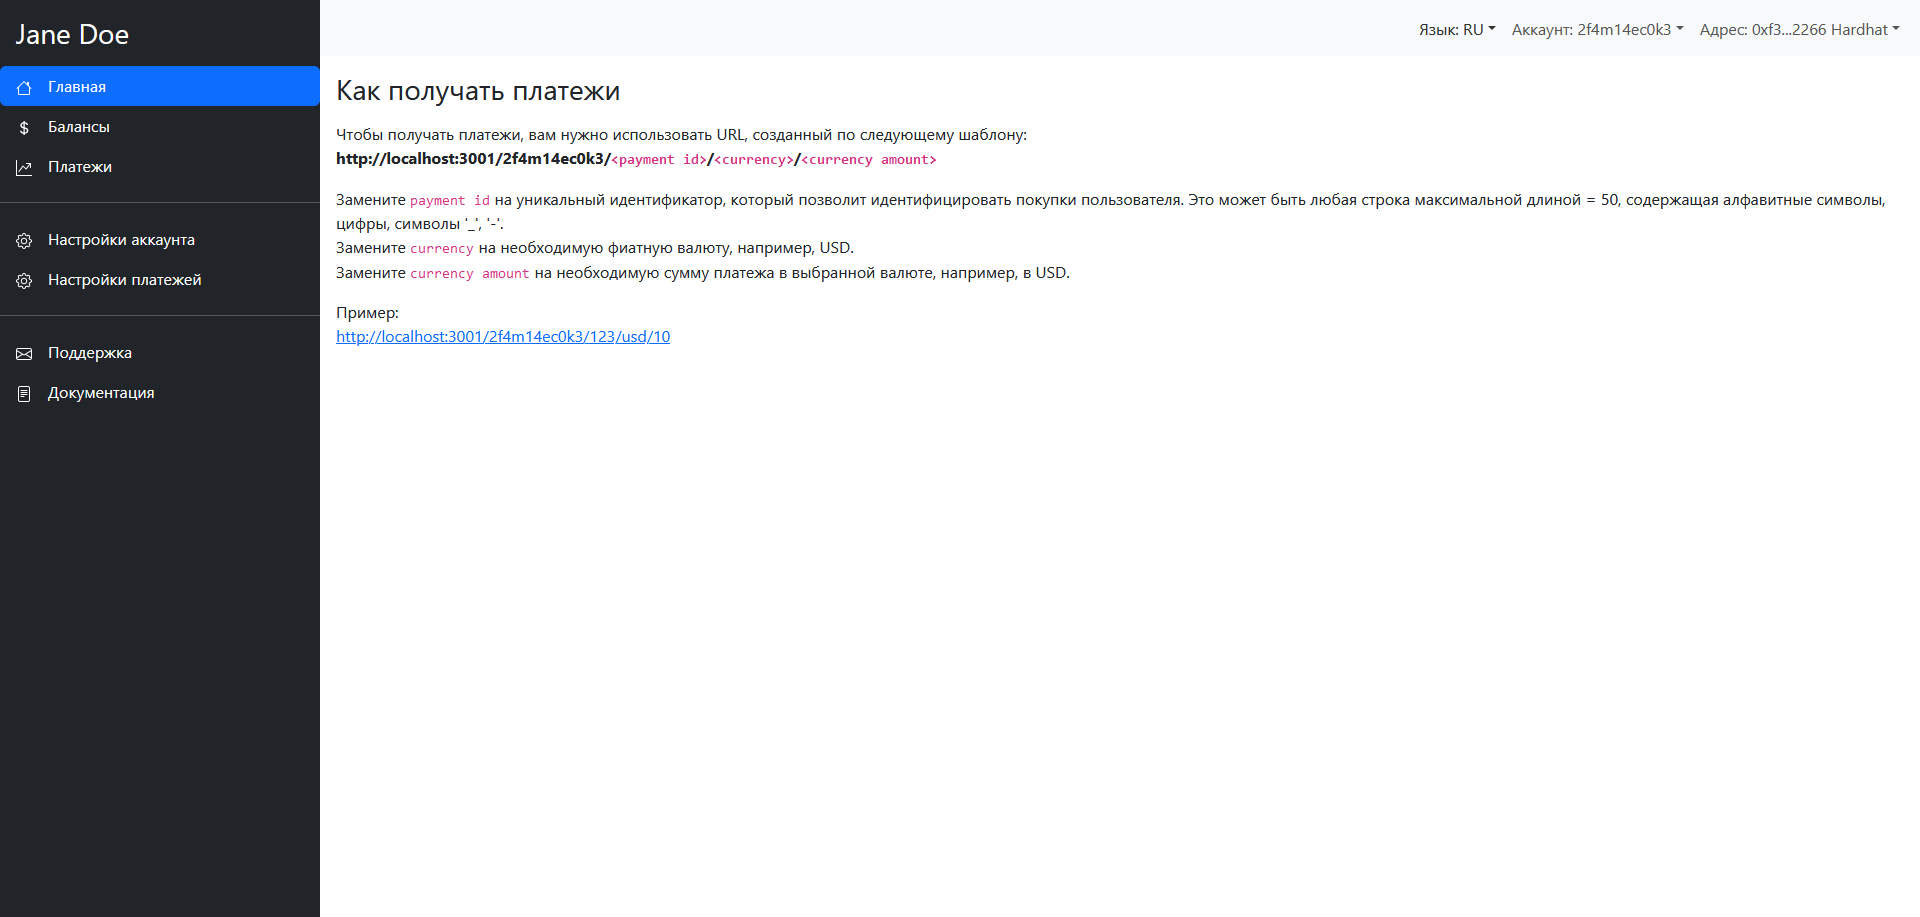 Jane Doe
Главная
Балансы
Платежи
Настройки аккаунта
Настройки платежей
Поддержка
Документация
Язык: RU
Аккаунт: 2f4m14ec0k3
Адрес: 0xf3...2266 Hardhat
Как получать платежи
Чтобы получать платежи, вам нужно использовать URL, созданный по следующему шаблону:
http://localhost:3001/2f4m14ec0k3/<payment id>/<currency>/<currency amount>
Замените payment id на уникальный идентификатор, который позволит идентифицировать покупки пользователя. Это может быть любая строка максимальной длиной = 50, содержащая алфавитные символы,
цифры, символы '_', '-'.
Замените currency на необходимую фиатную валюту, например, USD.
Замените currency amount на необходимую сумму платежа в выбранной валюте, например, в USD.
Пример:
http://localhost:3001/2f4m14ec0k3/123/usd/10